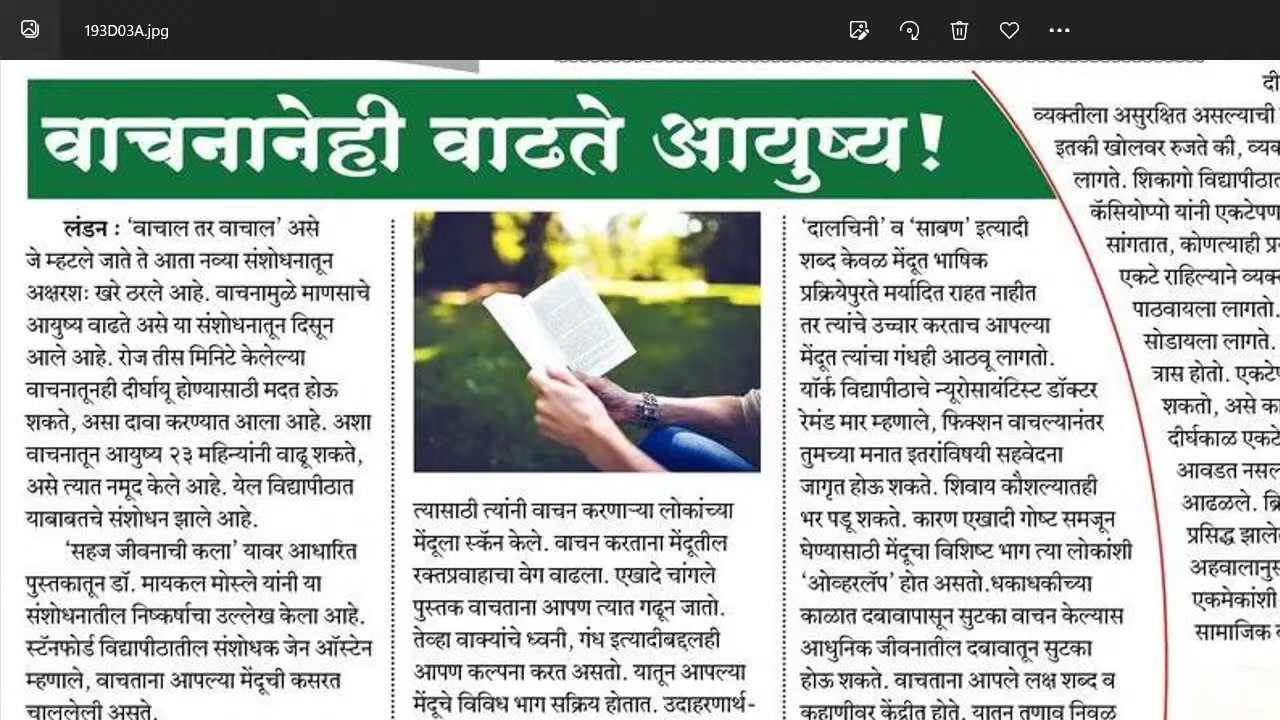 193D03A.jpg
वाचनानेही वाढते आयुष्य!
लंडन : ‘वाचाल तर वाचाल’ असे
जे म्हटले जाते ते आता नव्या संशोधनातून
अक्षरशः खरे ठरले आहे. वाचनामुळे माणसाचे
आयुष्य वाढते असे या संशोधनातून दिसून
आले आहे. रोज तीस मिनिटे केलेल्या
वाचनातूनही दीर्घायू होण्यासाठी मदत होऊ
शकते, असा दावा करण्यात आला आहे. अशा
वाचनातून आयुष्य २३ महिन्यांनी वाढू शकते,
असे त्यात नमूद केले आहे. येल विद्यापीठात
याबाबतचे संशोधन झाले आहे.
‘सहज जीवनाची कला’ यावर आधारित
पुस्तकातून डॉ. मायकल मोस्ले यांनी या
संशोधनातील निष्कर्षाचा उल्लेख केला आहे.
स्टॅनफोर्ड विद्यापीठातील संशोधक जेन ऑस्टेन
म्हणाले, वाचताना आपल्या मेंदूची कसरत
चाललेली असते.
त्यासाठी त्यांनी वाचन करणाऱ्या लोकांच्या
मेंदूला स्कॅन केले. वाचन करताना मेंदूतील
रक्तप्रवाहाचा वेग वाढला. एखादे चांगले
पुस्तक वाचताना आपण त्यात गढून जातो.
तेव्हा वाक्यांचे ध्वनी, गंध इत्यादीबद्दलही
आपण कल्पना करत असतो. यातून आपल्या
मेंदूचे विविध भाग सक्रिय होतात. उदाहरणार्थ-
‘दालचिनी’ व ‘साबण’ इत्यादी
शब्द केवळ मेंदूत भाषिक
प्रक्रियेपुरते मर्यादित राहत नाहीत
तर त्यांचे उच्चार करताच आपल्या
मेंदूत त्यांचा गंधही आठवू लागतो.
यॉर्क विद्यापीठाचे न्यूरोसायंटिस्ट डॉक्टर
रेमंड मार म्हणाले, फिक्शन वाचल्यानंतर
तुमच्या मनात इतरांविषयी सहवेदना
जागृत होऊ शकते. शिवाय कौशल्यातही
भर पडू शकते. कारण एखादी गोष्ट समजून
घेण्यासाठी मेंदूचा विशिष्ट भाग त्या लोकांशी
‘ओव्हरलॅप’ होत असतो.धकाधकीच्या
काळात दबावापासून सुटका वाचन केल्यास
आधुनिक जीवनातील दबावातून सुटका
होऊ शकते. वाचताना आपले लक्ष शब्द व
कहाणीवर केंद्रीत होते. यातून तणाव निवळू
दी
व्यक्तीला असुरक्षित असल्याची
इतकी खोलवर रुजते की,
लागते. शिकागो
कॅसियोप्पो यांनी
सांगतात, कोणत्याही
एकटे राहिल्याने
पाठवायला लागतो.
सोडायला लागते.
त्रास होतो.
शकतो, असे
दीर्घकाळ
आवडत
आढळले.
प्रसिद्ध
एकमेकांशी
सामाजिक